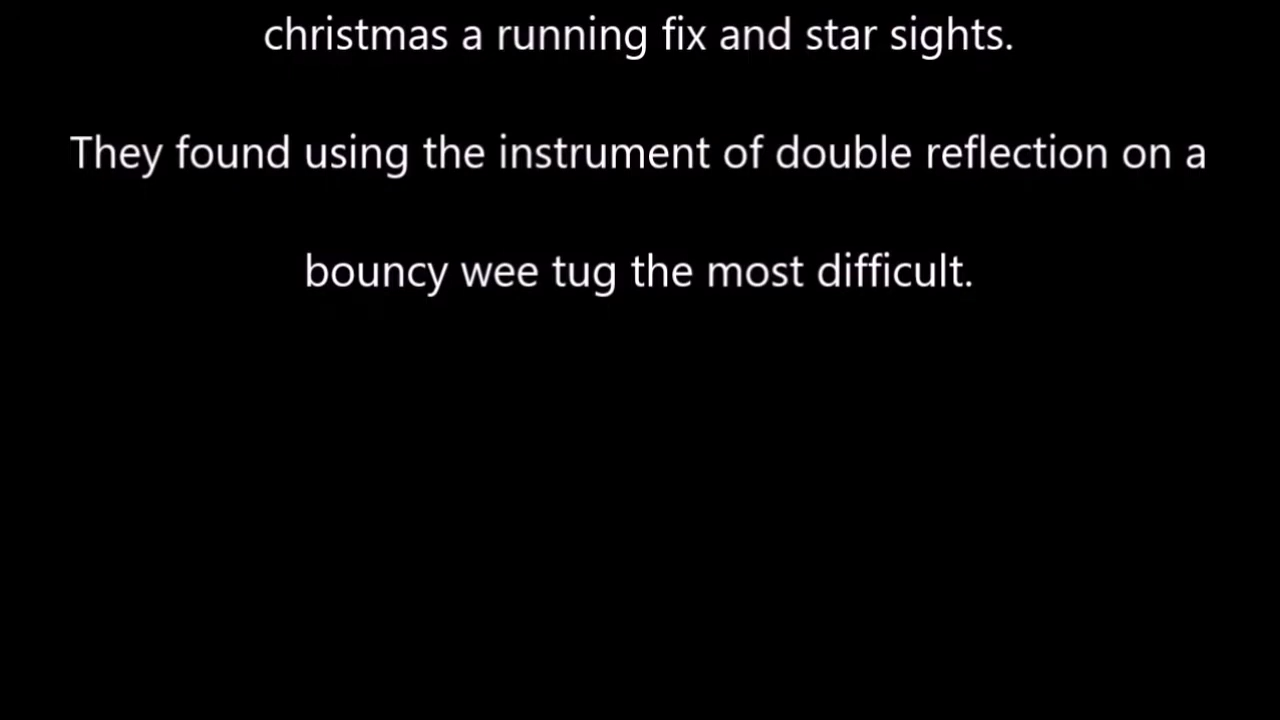 christmas a running fix and star sights.
They found using the instrument of double reflection on a
bouncy wee tug the most difficult.